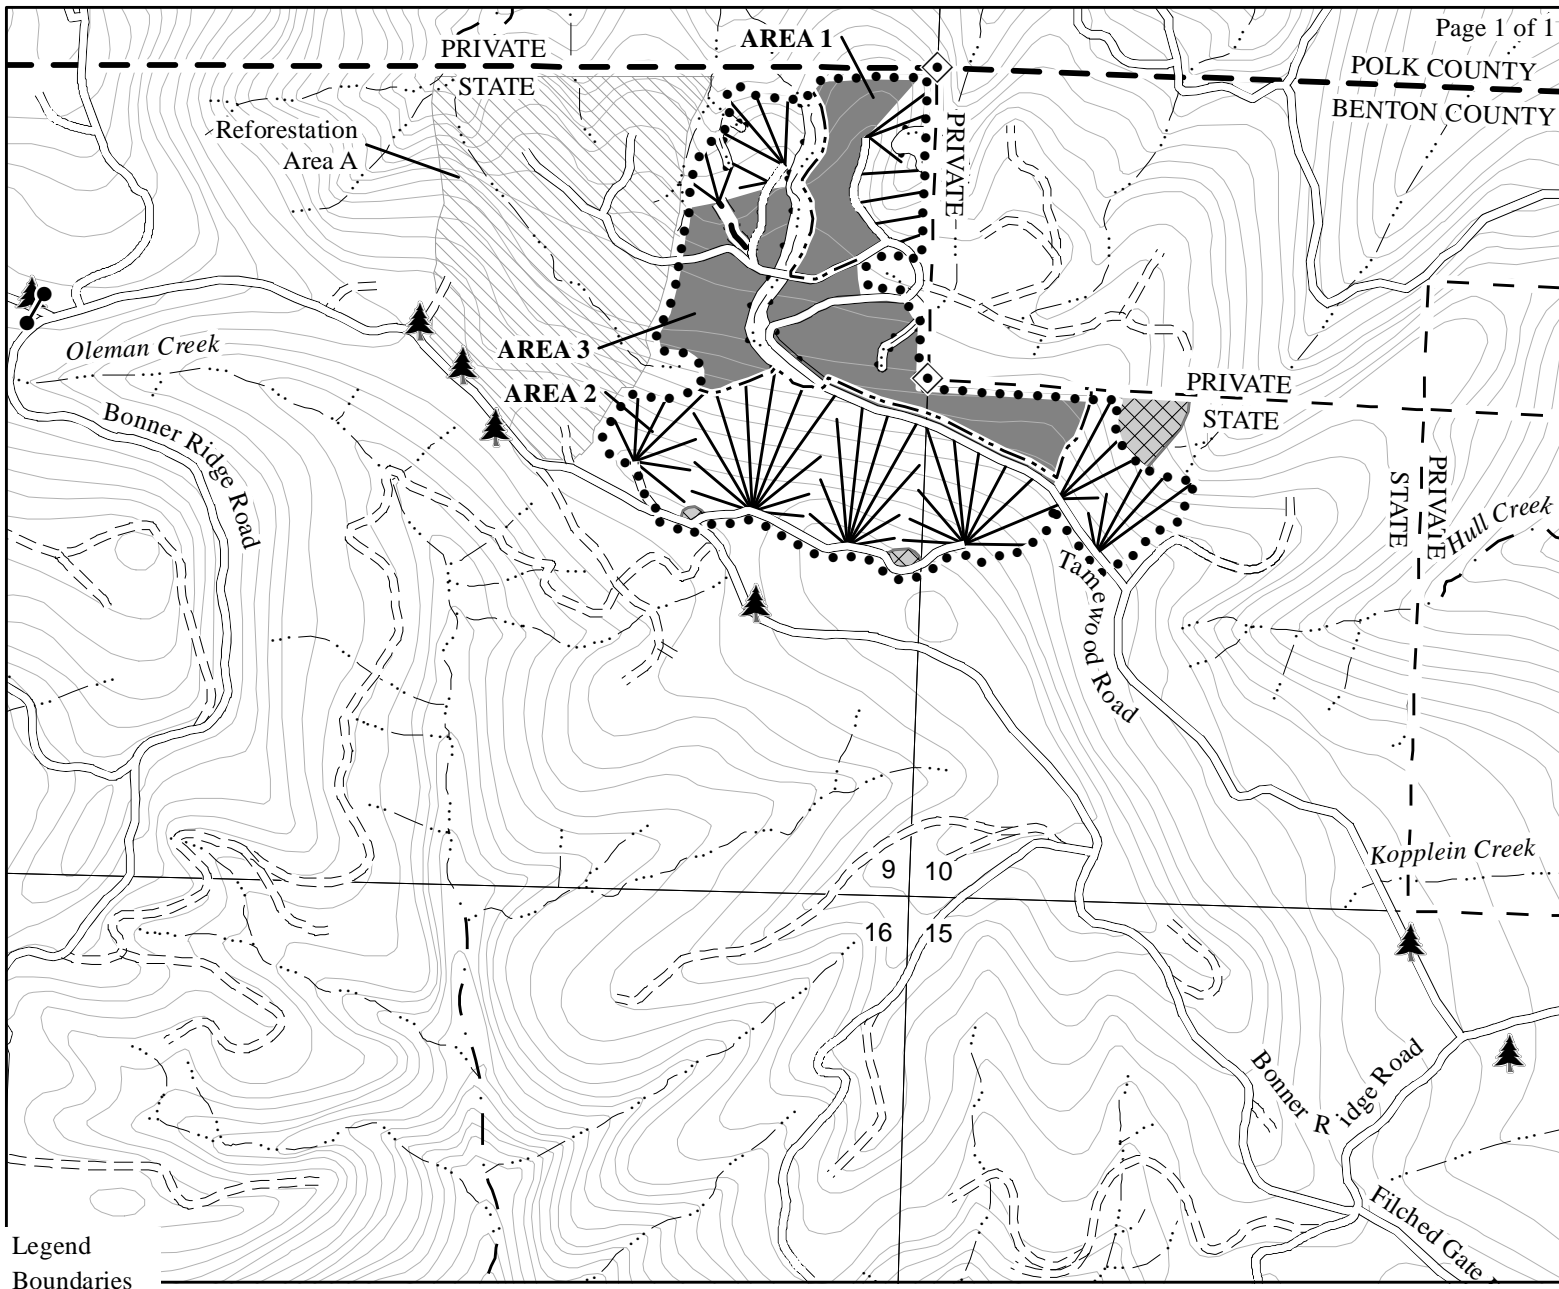 Page 1 of 1
AREA 1
PRIVATE
STATE
POLK COUNTY
BENTON COUNTY
Reforestation
Area A
PRIVATE
Oleman Creek
AREA 3
AREA 2
PRIVATE
STATE
Bonner Ridge Road
STATE
PRIVATE
Hull Creek
Tamewood Road
Kopplein Creek
9 10
16 15
Bonner Ridge Road
Filched Gate
Legend
Boundaries